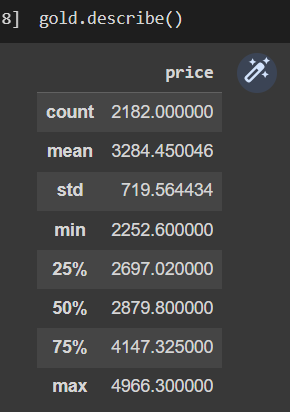 8] gold.describe()
price
count 2182.000000
mean 3284.450046
std 719.564434
min 2252.600000
25% 2697.020000
50% 2879.800000
75% 4147.325000
max 4966.300000